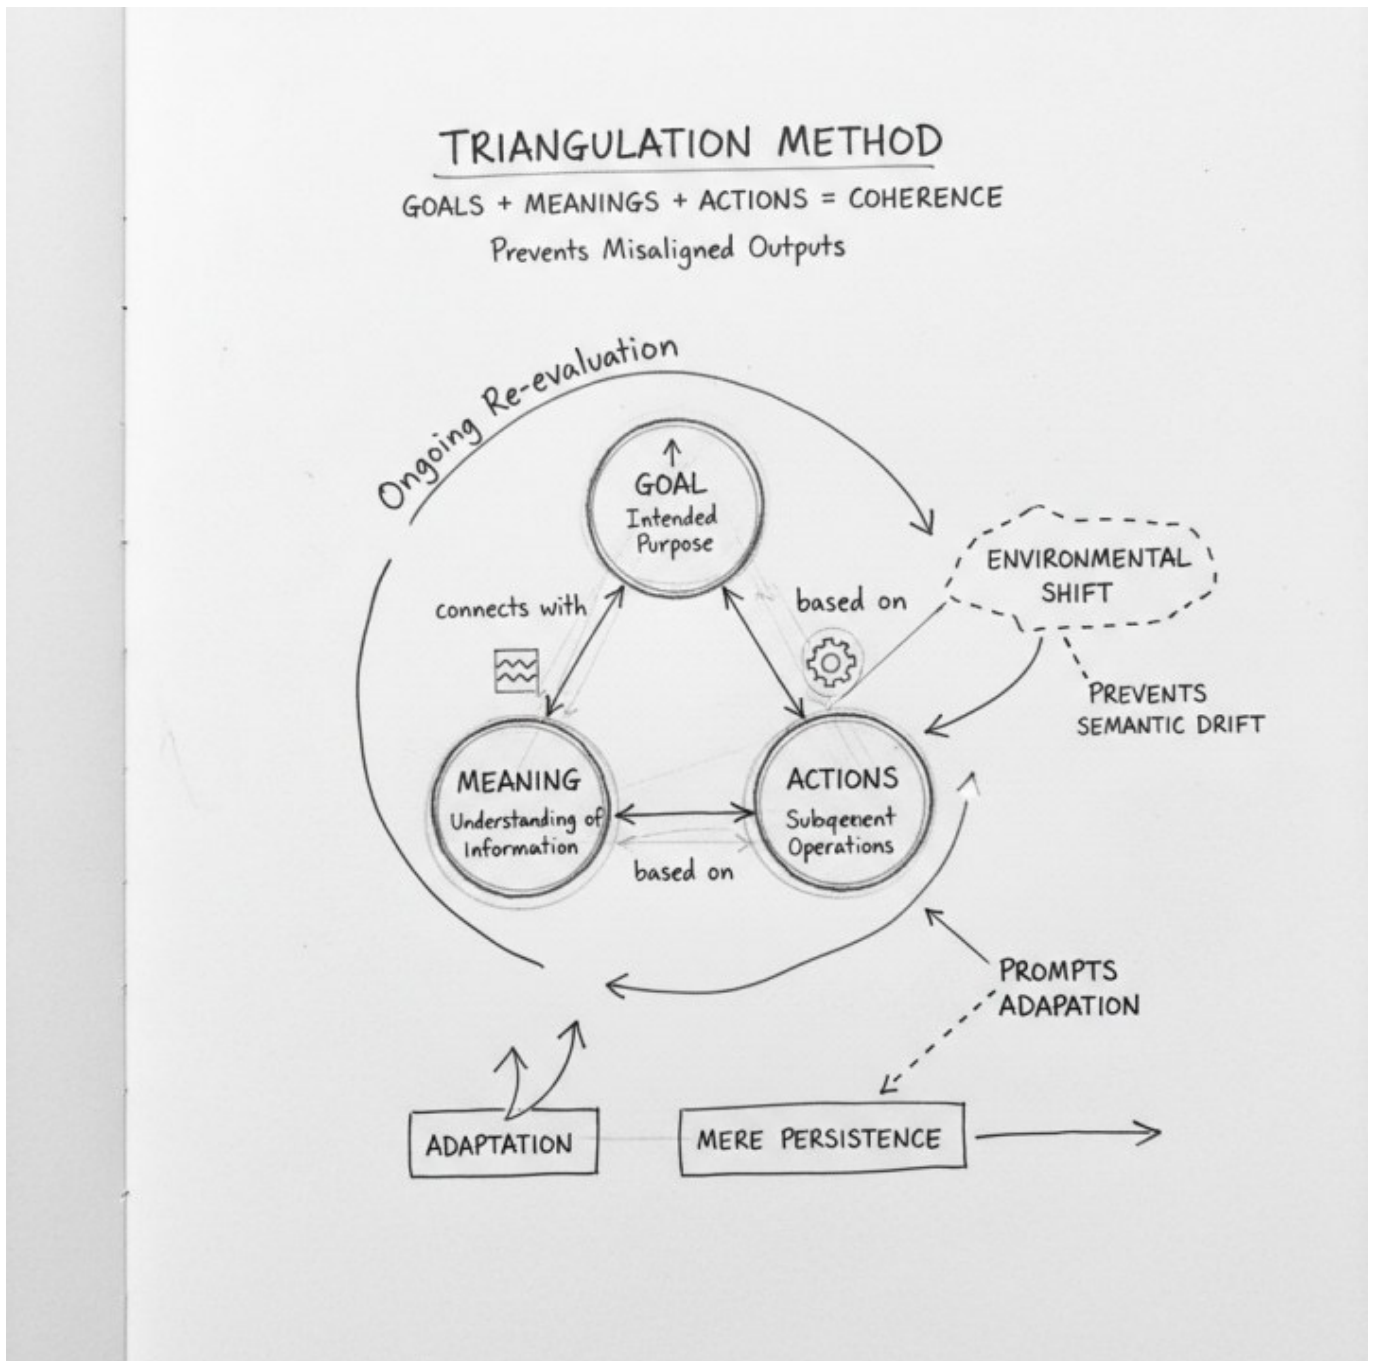 TRIANGULATION METHOD
GOALS + MEANINGS + ACTIONS = COHERENCE
Prevents Misaligned Outputs
Ongoing Re-evaluation
GOAL
Intended
Purpose
connects with
based on
ENVIRONMENTAL
SHIFT
PREVENTS
SEMANTIC DRIFT
MEANING
Understanding of
Information
based on
ACTIONS
Subqenent
Operations
PROMPTS
ADAPATION
ADAPTATION
MERE PERSISTENCE